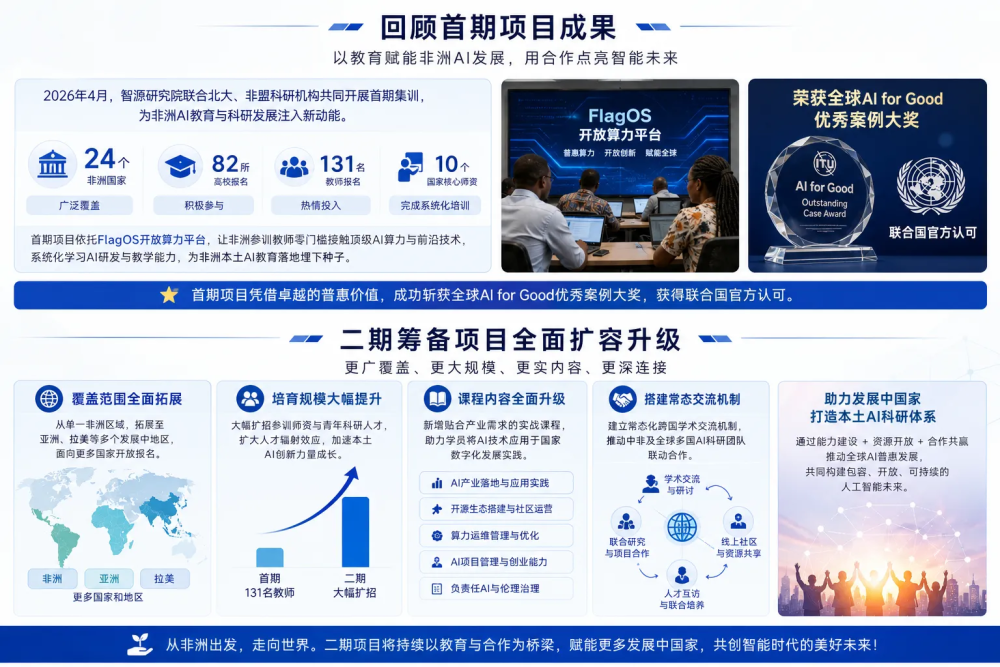 回顾首期项目成果
以教育赋能非洲AI发展，用合作点亮智能未来
2026年4月，智源研究院联合北大、非盟科研机构共同开展首期集训，
为非洲AI教育与科研发展注入新动能。
24个
非洲国家
广泛覆盖
82所
高校报名
积极参与
131名
教师报名
热情投入
10个
国家核心师资
完成系统化培训
首期项目依托FlagOS开放算力平台，让非洲参训教师零门槛接触顶级AI算力与前沿技术，
系统化学习AI研发与教学能力，为非洲本土AI教育落地埋下种子。
FlagOS
开放算力平台
普惠算力 开放创新 赋能全球
荣获全球AI for Good
优秀案例大奖
ITU
AI for Good
Outstanding
Case Award
联合国官方认可
首期项目凭借卓越的普惠价值，成功斩获全球AI for Good优秀案例大奖，获得联合国官方认可。
二期筹备项目全面扩容升级
更广覆盖、更大规模、更实内容、更深连接
覆盖范围全面拓展
从单一非洲区域，拓展至
亚洲、拉美等多个发展中地区，
面向更多国家开放报名。
非洲
亚洲
拉美
更多国家和地区
培育规模大幅提升
大幅扩招参训师资与青年科研人才，
扩大人才辐射效应，加速本土
AI创新力量成长。
首期
131名教师
二期
大幅扩招
课程内容全面升级
新增贴合产业需求的实战课程，
助力学员将AI技术应用于国家
数字化发展实践。
AI产业落地与应用实践
开源生态搭建与社区运营
算力运维管理与优化
AI项目管理与创业能力
负责任AI与伦理治理
搭建常态交流机制
建立常态化跨国学术交流机制，
推动中非及全球多国AI科研团队
联动合作。
学术交流
与研讨
联合研究
与项目合作
线上社区
与资源共享
人才互访
与联合培养
助力发展中国家
打造本土AI科研体系
通过能力建设 + 资源开放 + 合作共赢
推动全球AI普惠发展，
共同构建包容、开放、可持续的
人工智能未来。
从非洲出发，走向世界。二期项目将持续以教育与合作为桥梁，赋能更多发展中国家，共创智能时代的美好未来！